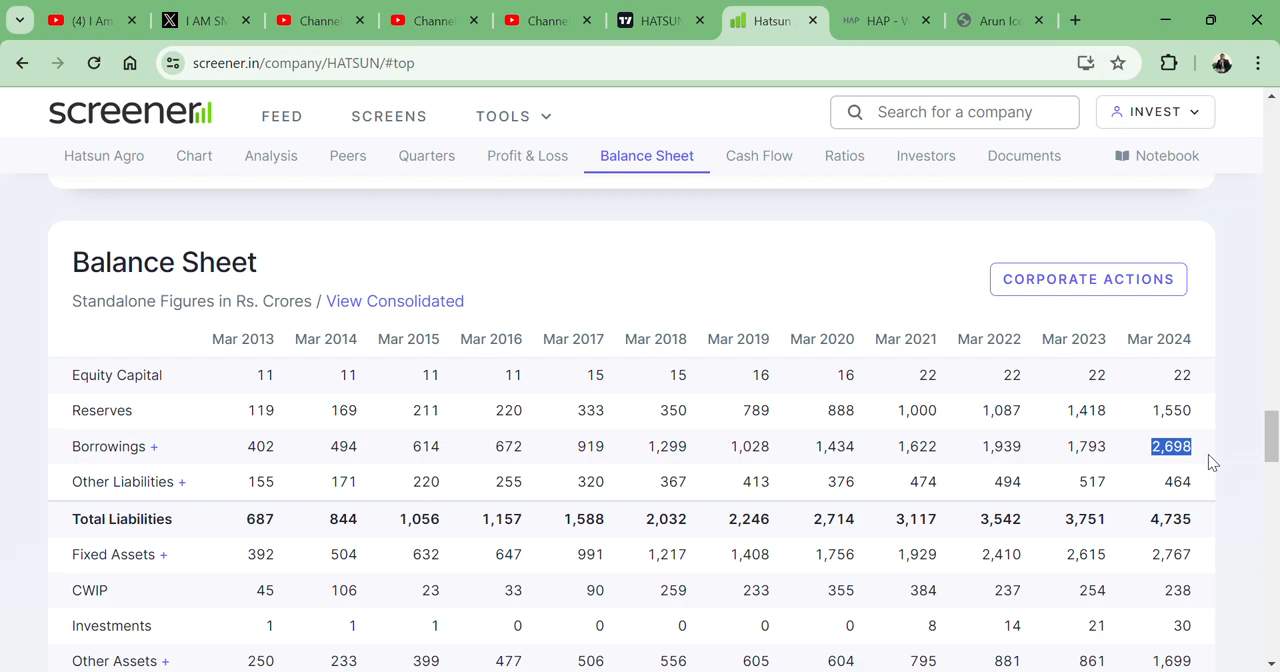 (4) I Am
I AM SM
Channel
Channel
Channe
HATSUN
Hatsun
HAP - V
Arun Ice
screener.in/company/HATSUN/#top
screener
FEED SCREENS TOOLS
Search for a company
INVEST
Hatsun Agro Chart Analysis Peers Quarters Profit & Loss Balance Sheet Cash Flow Ratios Investors Documents Notebook
Balance Sheet
CORPORATE ACTIONS
Standalone Figures in Rs. Crores / View Consolidated
Mar 2013 Mar 2014 Mar 2015 Mar 2016 Mar 2017 Mar 2018 Mar 2019 Mar 2020 Mar 2021 Mar 2022 Mar 2023 Mar 2024
Equity Capital 11 11 11 11 15 15 16 16 22 22 22 22
Reserves 119 169 211 220 333 350 789 888 1,000 1,087 1,418 1,550
Borrowings + 402 494 614 672 919 1,299 1,028 1,434 1,622 1,939 1,793 2,698
Other Liabilities + 155 171 220 255 320 367 413 376 474 494 517 464
Total Liabilities 687 844 1,056 1,157 1,588 2,032 2,246 2,714 3,117 3,542 3,751 4,735
Fixed Assets + 392 504 632 647 991 1,217 1,408 1,756 1,929 2,410 2,615 2,767
CWIP 45 106 23 33 90 259 233 355 384 237 254 238
Investments 1 1 1 0 0 0 0 0 8 14 21 30
Other Assets + 250 233 399 477 506 556 605 604 795 881 861 1,699